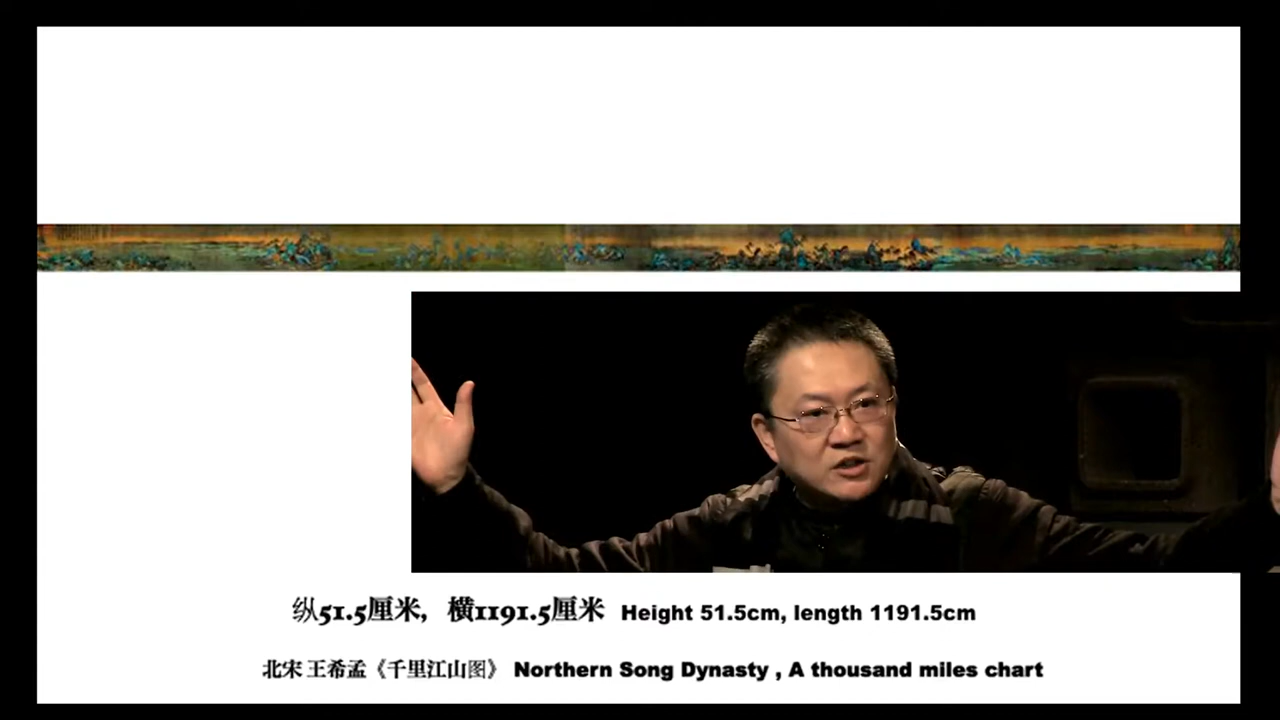 纵51.5厘米，横1191.5厘米 Height 51.5cm, length 1191.5cm
北宋 王希孟《千里江山图》 Northern Song Dynasty , A thousand miles chart